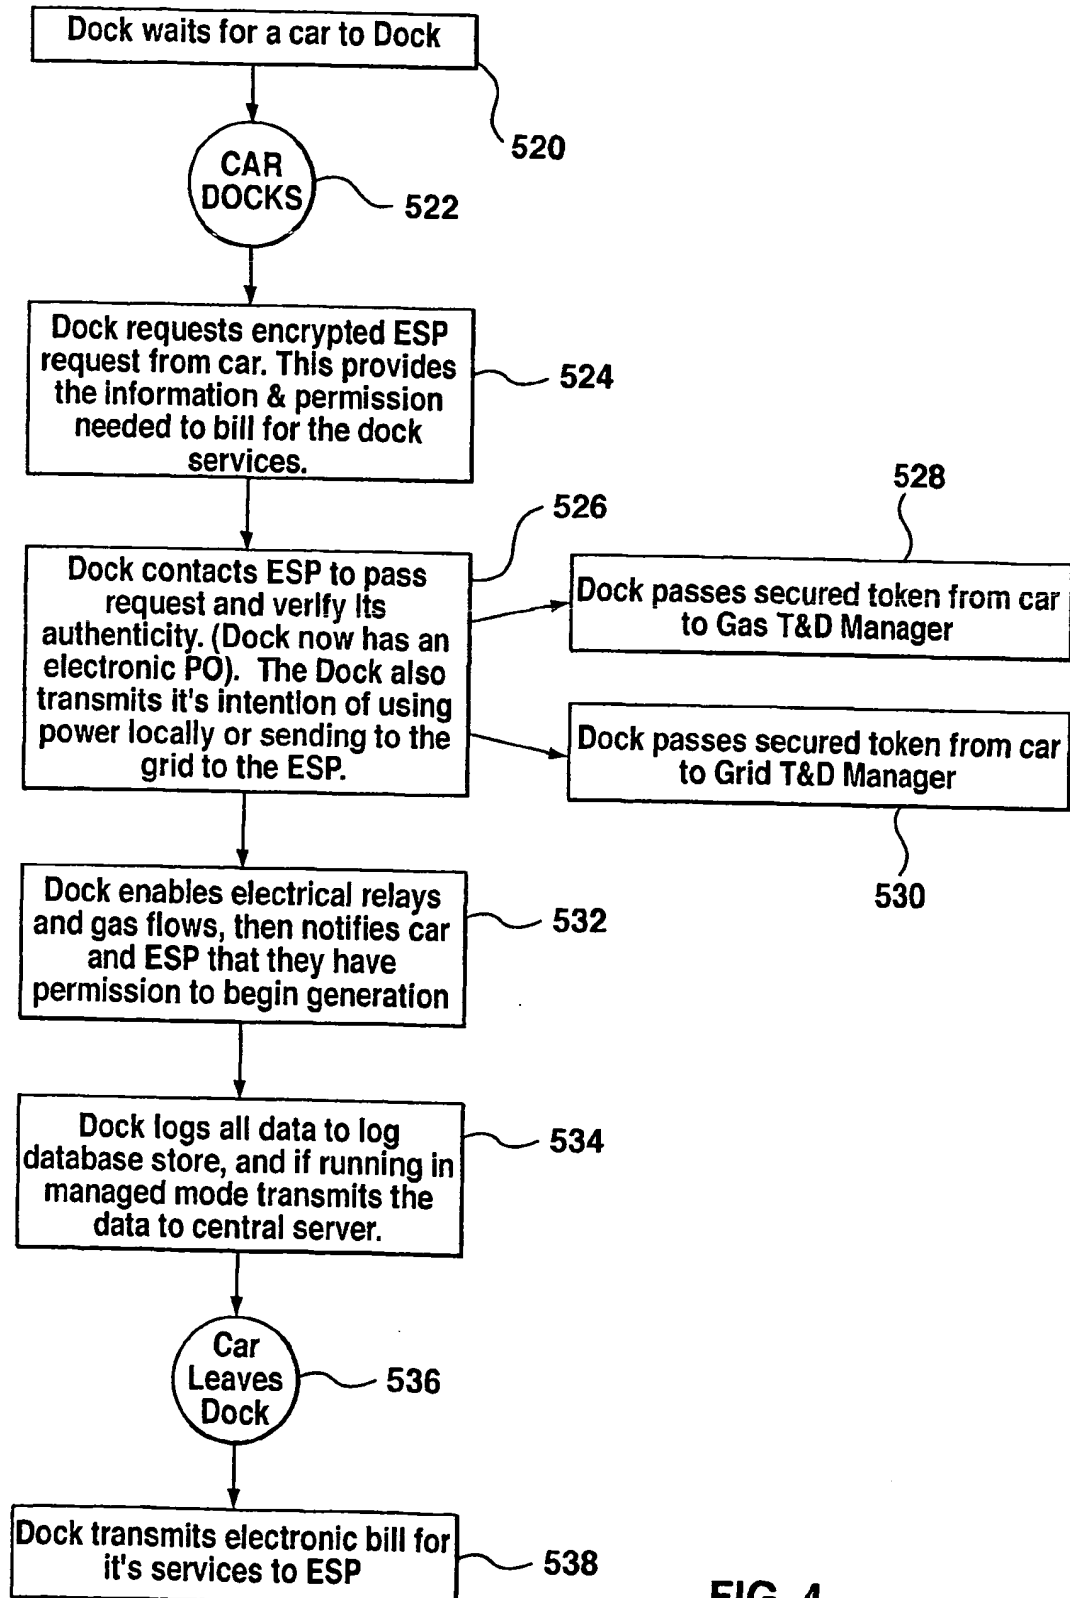 Dock waits for a car to Dock
520
CAR
DOCKS
522
Dock requests encrypted ESP
request from car. This provides
the information & permission
needed to bill for the dock
services.
524
528
526
Dock contacts ESP to pass
request and verify Its
authenticity. (Dock now has an
electronic PO). The Dock also
transmits it's intention of using
power locally or sending to the
grid to the ESP.
Dock passes secured token from car
to Gas T&D Manager
Dock passes secured token from car
to Grid T&D Manager
530
Dock enables electrical relays
and gas flows, then notifies car
and ESP that they have
permission to begin generation
532
Dock logs all data to log
database store, and if running in
managed mode transmits the
data to central server.
534
Car
Leaves
Dock
536
Dock transmits electronic bill for
it's services to ESP
538
FIG. 4